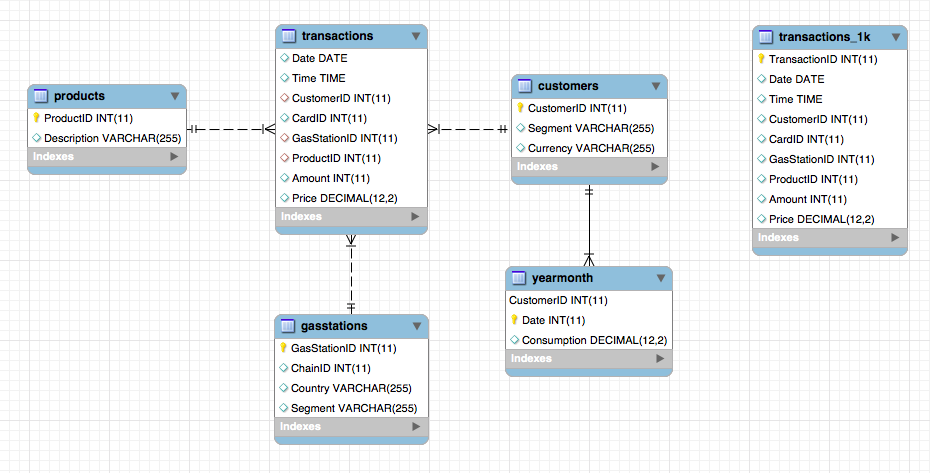 products
ProductID INT(11)
Description VARCHAR(255)
Indexes
transactions
Date DATE
Time TIME
CustomerID INT(11)
CardID INT(11)
GasStationID INT(11)
ProductID INT(11)
Amount INT(11)
Price DECIMAL(12,2)
Indexes
customers
CustomerID INT(11)
Segment VARCHAR(255)
Currency VARCHAR(255)
Indexes
transactions_1k
TransactionID INT(11)
Date DATE
Time TIME
CustomerID INT(11)
CardID INT(11)
GasStationID INT(11)
ProductID INT(11)
Amount INT(11)
Price DECIMAL(12,2)
Indexes
gasstations
GasStationID INT(11)
ChainID INT(11)
Country VARCHAR(255)
Segment VARCHAR(255)
Indexes
yearmonth
CustomerID INT(11)
Date INT(11)
Consumption DECIMAL(12,2)
Indexes